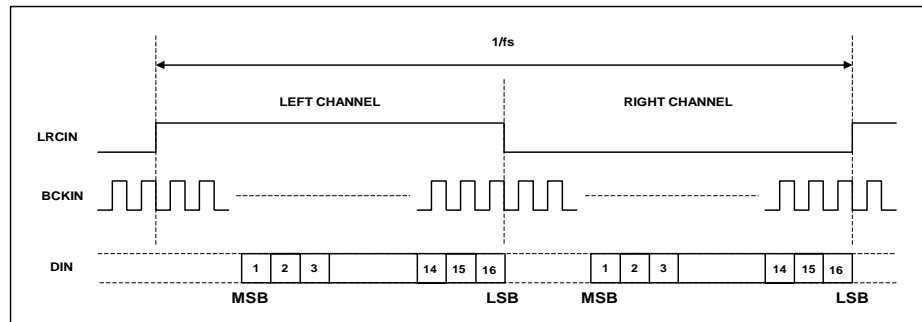 1/fs
LEFT CHANNEL RIGHT CHANNEL
LRCIN
BCKIN
DIN 1 2 3 14 15 16 1 2 3 14 15 16
MSB LSB MSB LSB